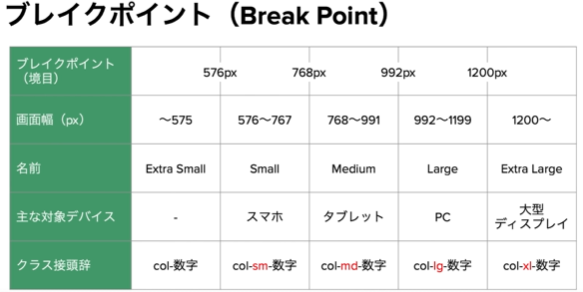 ブレイクポイント（Break Point）
ブレイクポイント
（境目）
576px 768px 992px 1200px
画面幅（px） 〜575 576〜767 768〜991 992〜1199 1200〜
名前 Extra Small Small Medium Large Extra Large
主な対象デバイス - スマホ タブレット PC 大型
ディスプレイ
クラス接頭辞 col-数字 col-sm-数字 col-md-数字 col-lg-数字 col-xl-数字